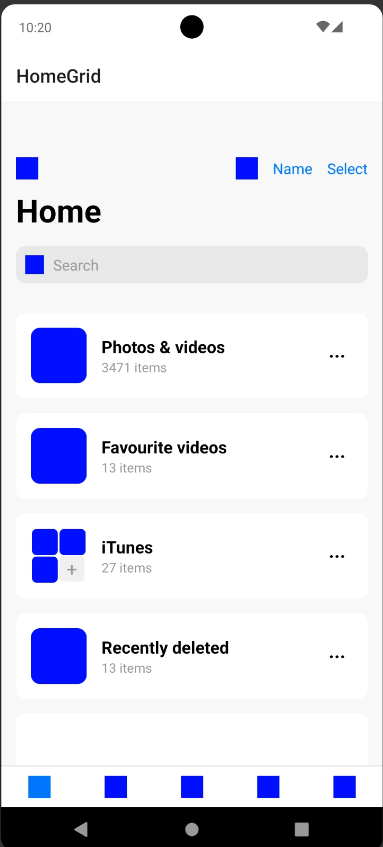 10:20
HomeGrid
Name Select
Home
Search
Photos & videos
3471 items
...
Favourite videos
13 items
...
iTunes
27 items
...
+
Recently deleted
13 items
...